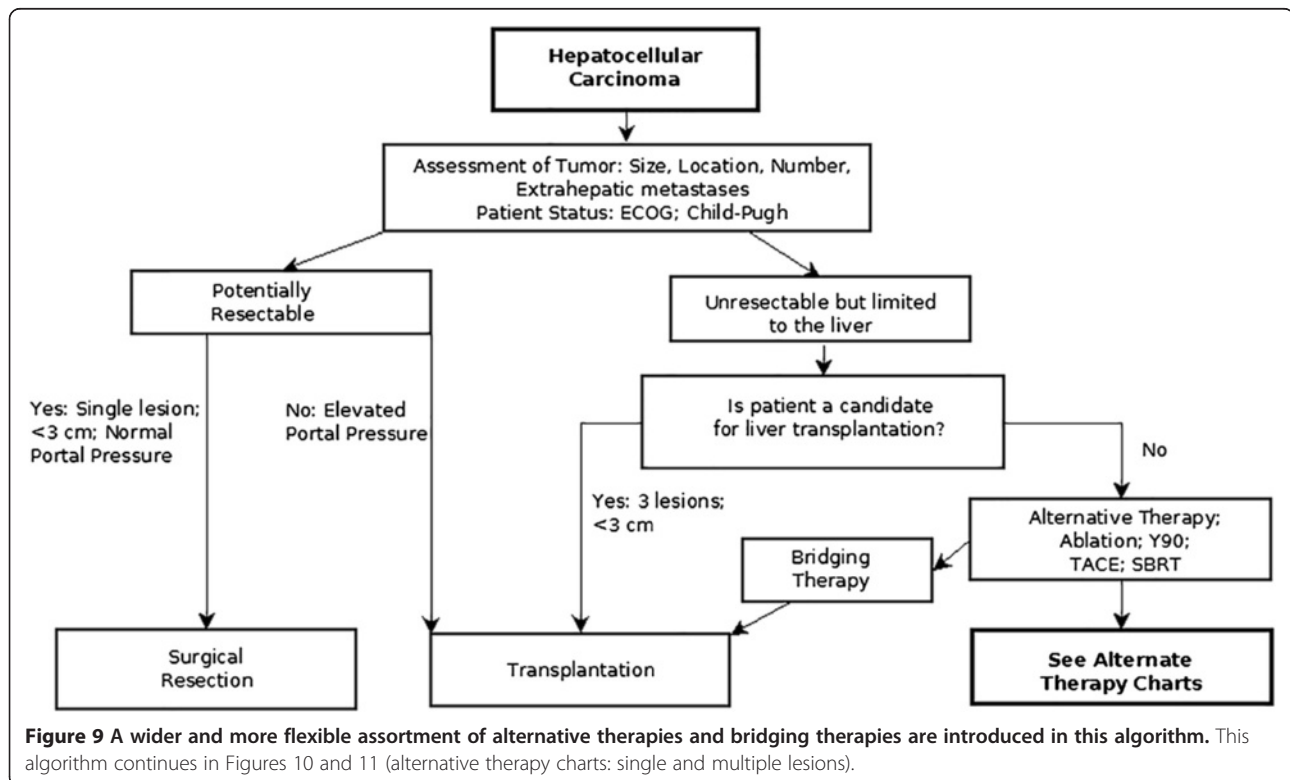 Hepatocellular
Carcinoma
Assessment of Tumor: Size, Location, Number,
Extrahepatic metastases
Patient Status: ECOG; Child-Pugh
Potentially
Resectable
Unresectable but limited
to the liver
Yes: Single lesion;
<3 cm; Normal
Portal Pressure
No: Elevated
Portal Pressure
Is patient a candidate
for liver transplantation?
No
Yes: 3 lesions;
<3 cm
Alternative Therapy;
Ablation; Y90;
TACE; SBRT
Bridging
Therapy
Surgical
Resection
Transplantation
See Alternate
Therapy Charts
Figure 9 A wider and more flexible assortment of alternative therapies and bridging therapies are introduced in this algorithm. This
algorithm continues in Figures 10 and 11 (alternative therapy charts: single and multiple lesions).